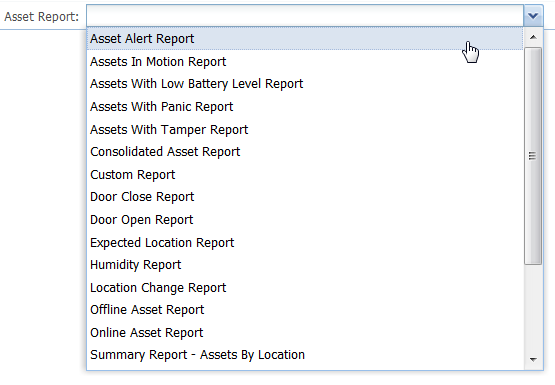 Asset Report:
Asset Alert Report
Assets In Motion Report
Assets With Low Battery Level Report
Assets With Panic Report
Assets With Tamper Report
Consolidated Asset Report
Custom Report
Door Close Report
Door Open Report
Expected Location Report
Humidity Report
Location Change Report
Offline Asset Report
Online Asset Report
Summary Report - Assets By Location